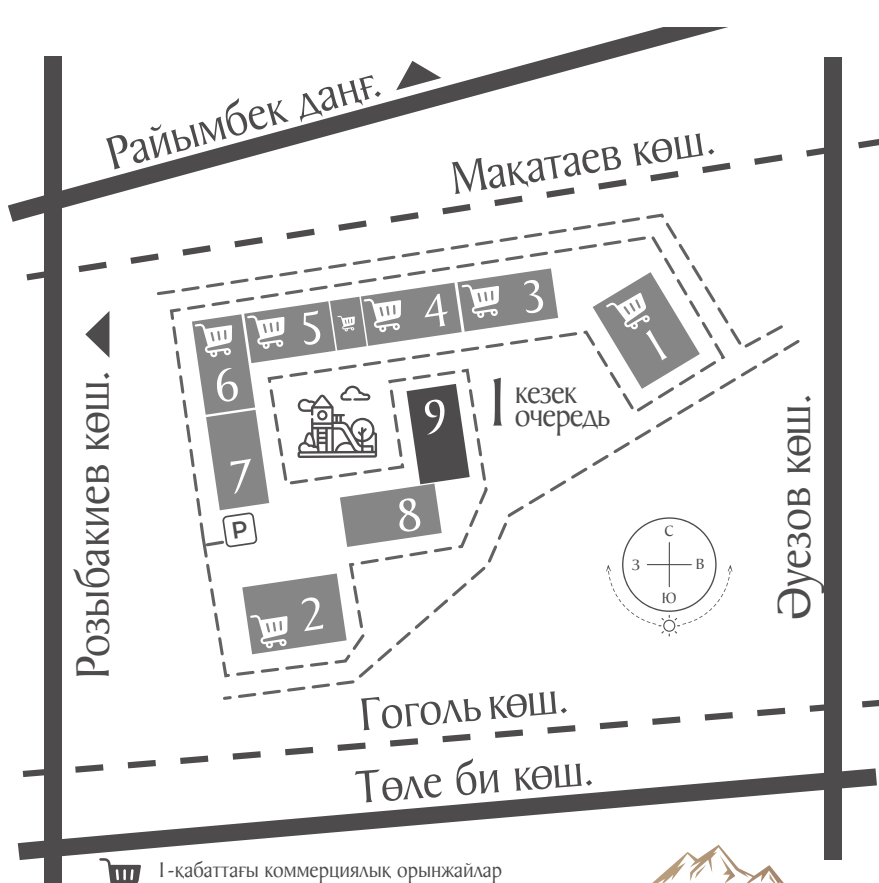 Райымбек даңғ.
Мақатаев көш.
5
4
3
1
6
9
1 кезек
очередь
7
8
P
Розыбакиев көш.
Әуезов көш.
С
З
В
Ю
2
Гоголь көш.
Төле би көш.
1-қабаттағы коммерциялық орынжайлар